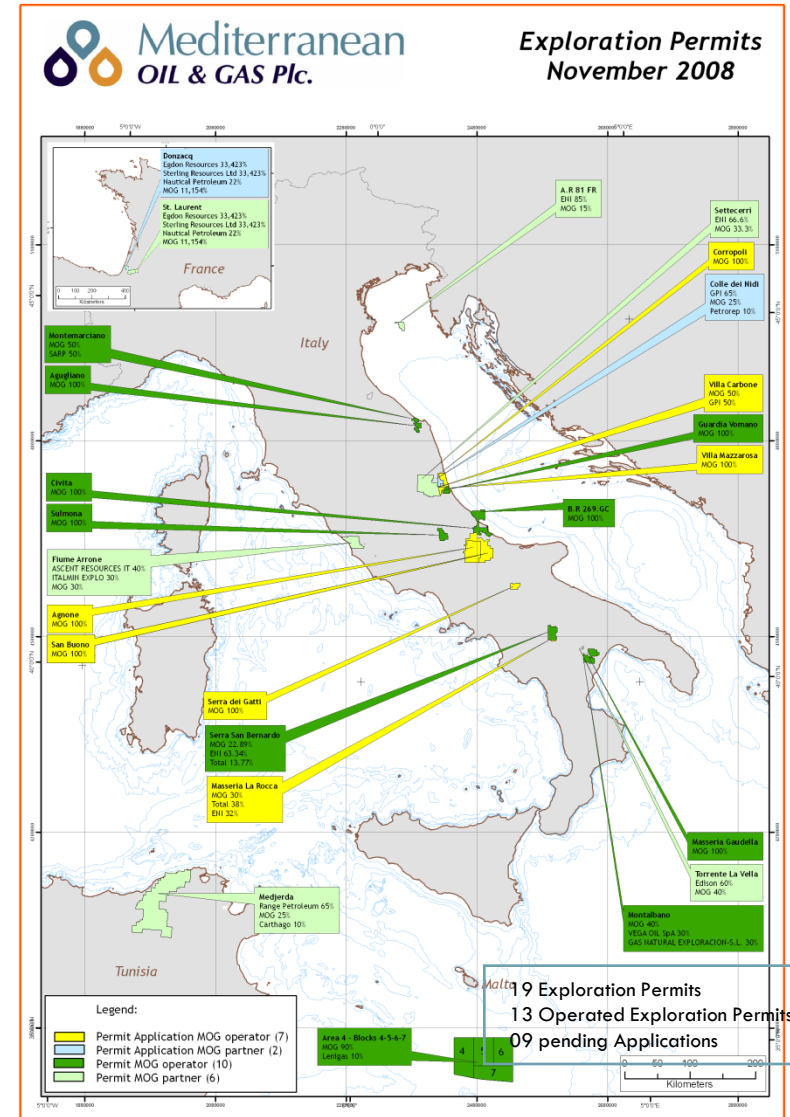 Mediterranean
OIL & GAS Plc.
Exploration Permits
November 2008
Donzacq
Egdon Resources 33,423%
Sterling Resources Ltd 33,423%
Nautical Petroleum 22%
MOG 11,154%
St. Laurent
Egdon Resources 33,423%
Sterling Resources Ltd 33,423%
Nautical Petroleum 22%
MOG 11,154%
France
0 100 200 400
Kilometers
A.R 81 FR
ENI 85%
MOG 15%
Settecerri
ENI 66.6%
MOG 33.3%
Corropoli
MOG 100%
Colle dei Nidi
GPI 65%
MOG 25%
Petrorep 10%
Italy
Montemarciano
MOG 50%
SARP 50%
Agugliano
MOG 100%
Villa Carbone
MOG 50%
GPI 50%
Guardia Vomano
MOG 100%
Villa Mazzarosa
MOG 100%
Civita
MOG 100%
Sulmona
MOG 100%
B.R 269.GC
MOG 100%
Fiume Arrone
ASCENT RESOURCES IT 40%
ITALMIN EXPLO 30%
MOG 30%
Agnone
MOG 100%
San Buono
MOG 100%
Serra dei Gatti
MOG 100%
Serra San Bernardo
MOG 22.89%
ENI 63.34%
Total 13.77%
Masseria La Rocca
MOG 30%
Total 38%
ENI 32%
Masseria Gaudella
MOG 100%
Torrente La Vella
Edison 60%
MOG 40%
Montalbano
MOG 40%
VEGA OIL SpA 30%
GAS NATURAL EXPLORACION-S.L. 30%
Medjerda
Range Petroleum 65%
MOG 25%
Carthago 10%
Tunisia
Malta
19 Exploration Permits
13 Operated Exploration Permits
09 pending Applications
Legend:
Permit Application MOG operator (7)
Permit Application MOG partner (2)
Permit MOG operator (10)
Permit MOG partner (6)
Area 4 - Blocks 4-5-6-7
MOG 90%
Lenigas 10%
4 5 6
7
0 50 100 200
Kilometers